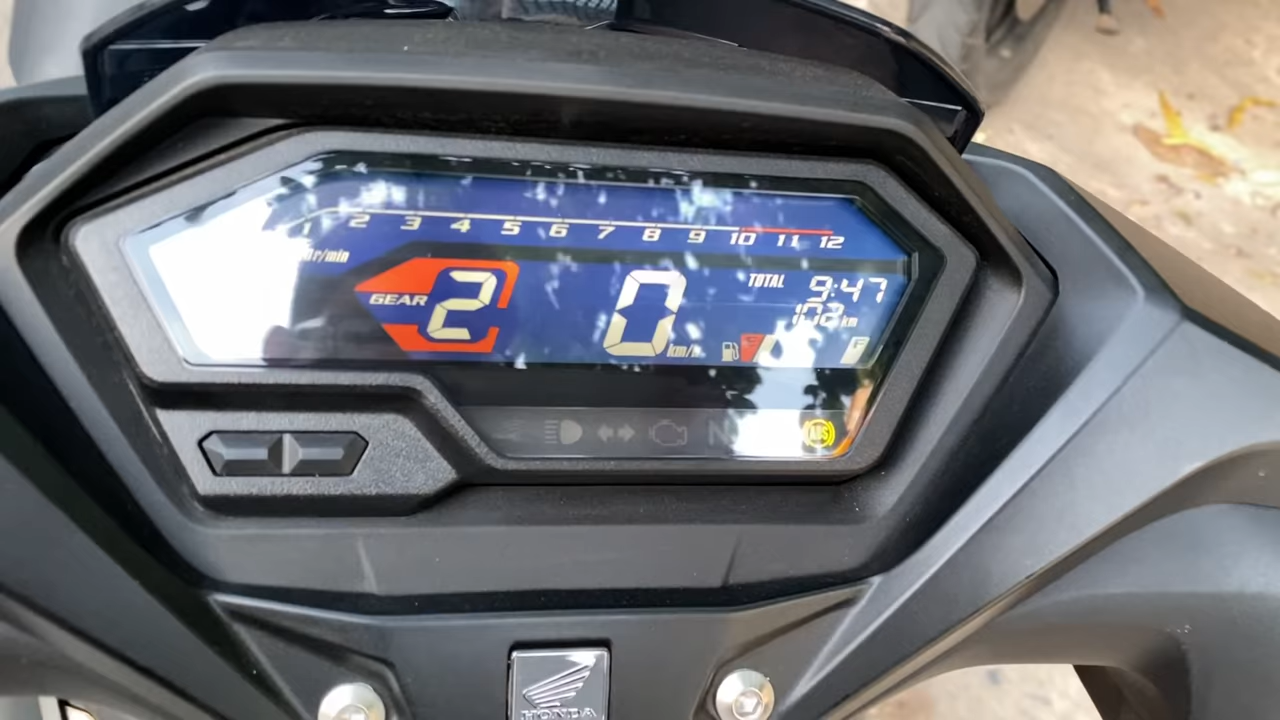 1 2 3 4 5 6 7 8 9 10 11 12
r/min
GEAR 2
0 km/h
TOTAL 9:47
102 km
F
N
ABS
HONDA